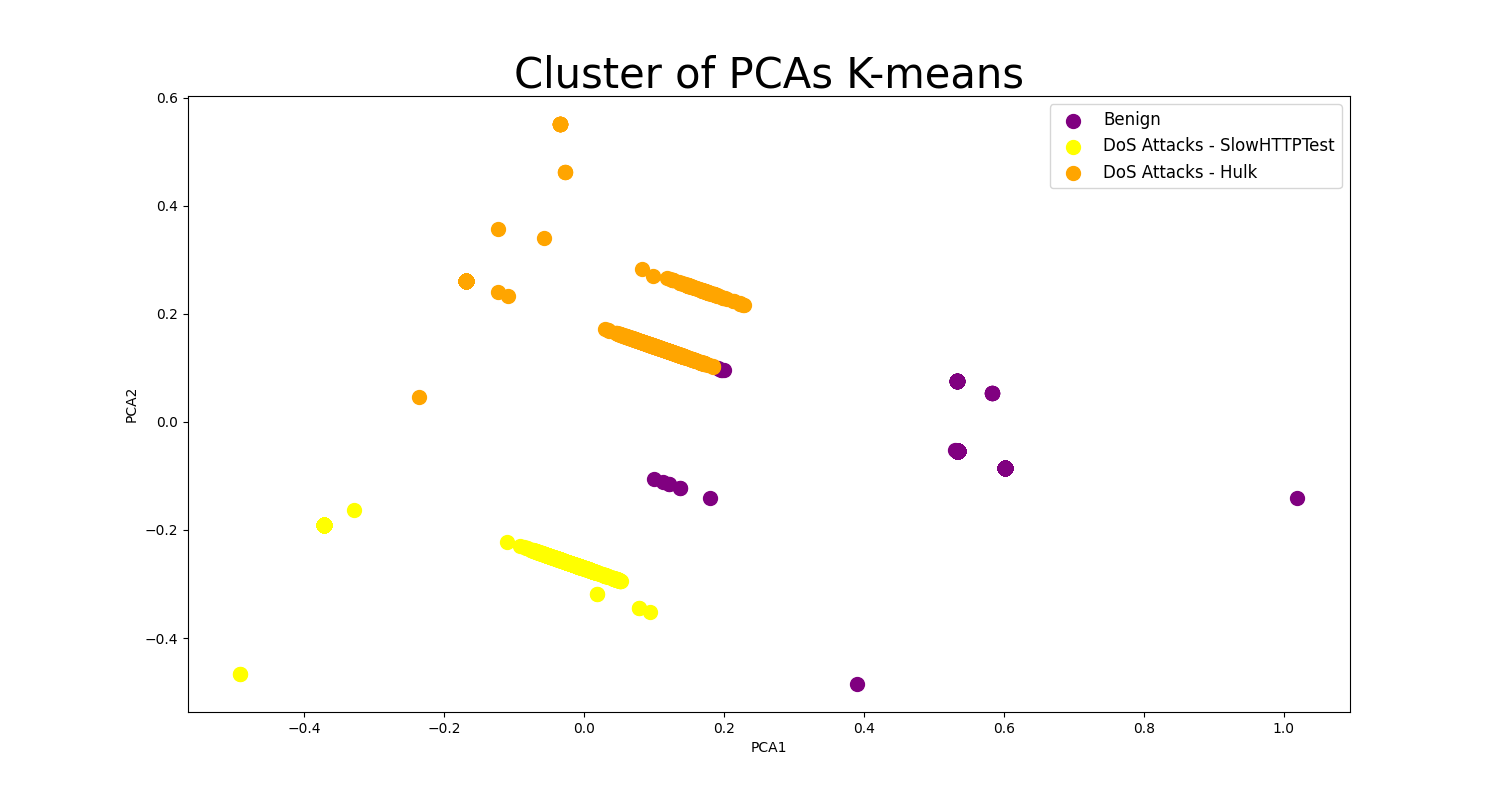 Cluster of PCAs K-means
Benign
DoS Attacks - SlowHTTPTest
DoS Attacks - Hulk
0.6
0.4
0.2
0.0
−0.2
−0.4
PCA2
−0.4
−0.2
0.0
0.2
0.4
0.6
0.8
1.0
PCA1